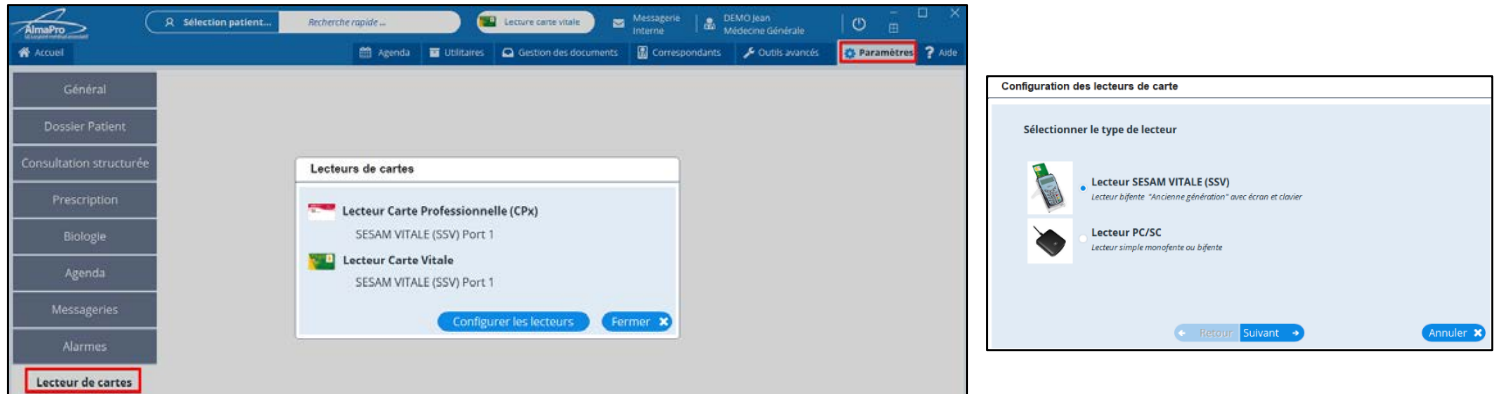 AlmaPro
Sélection patient...
Recherche rapide ...
Lecture carte vitale
Messagerie
Interne
DEMO Jean
Médecine Générale
Accueil
Agenda
Utilitaires
Gestion des documents
Correspondants
Outils avancés
Paramètres
? Aide
Général
Dossier Patient
Consultation structurée
Prescription
Biologie
Agenda
Messageries
Alarmes
Lecteur de cartes
Lecteurs de cartes
Lecteur Carte Professionnelle (CPx)
SESAM VITALE (SSV) Port 1
Lecteur Carte Vitale
SESAM VITALE (SSV) Port 1
Configurer les lecteurs
Fermer
Configuration des lecteurs de carte
Sélectionner le type de lecteur
Lecteur SESAM VITALE (SSV)
Lecteur bifente "Ancienne génération" avec écran et clavier
Lecteur PC/SC
Lecteur simple monofente ou bifente
Retour
Suivant
Annuler